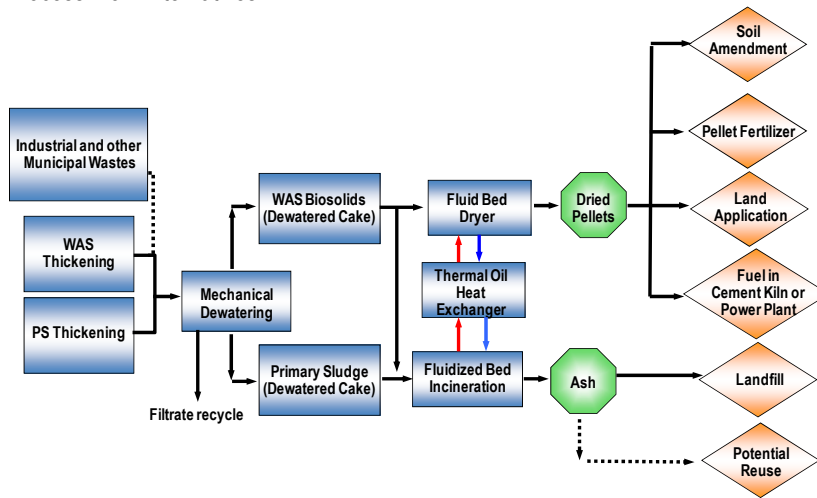 Soil
Amendment
Industrial and other
Municipal Wastes
Pellet Fertilizer
WAS Biosolids
(Dewatered Cake)
Fluid Bed
Dryer
Dried
Pellets
Land
Application
WAS
Thickening
Mechanical
Dewatering
Thermal Oil
Heat
Exchanger
Fuel in
Cement Kiln or
Power Plant
PS Thickening
Primary Sludge
(Dewatered Cake)
Fluidized Bed
Incineration
Ash
Landfill
Filtrate recycle
Potential
Reuse